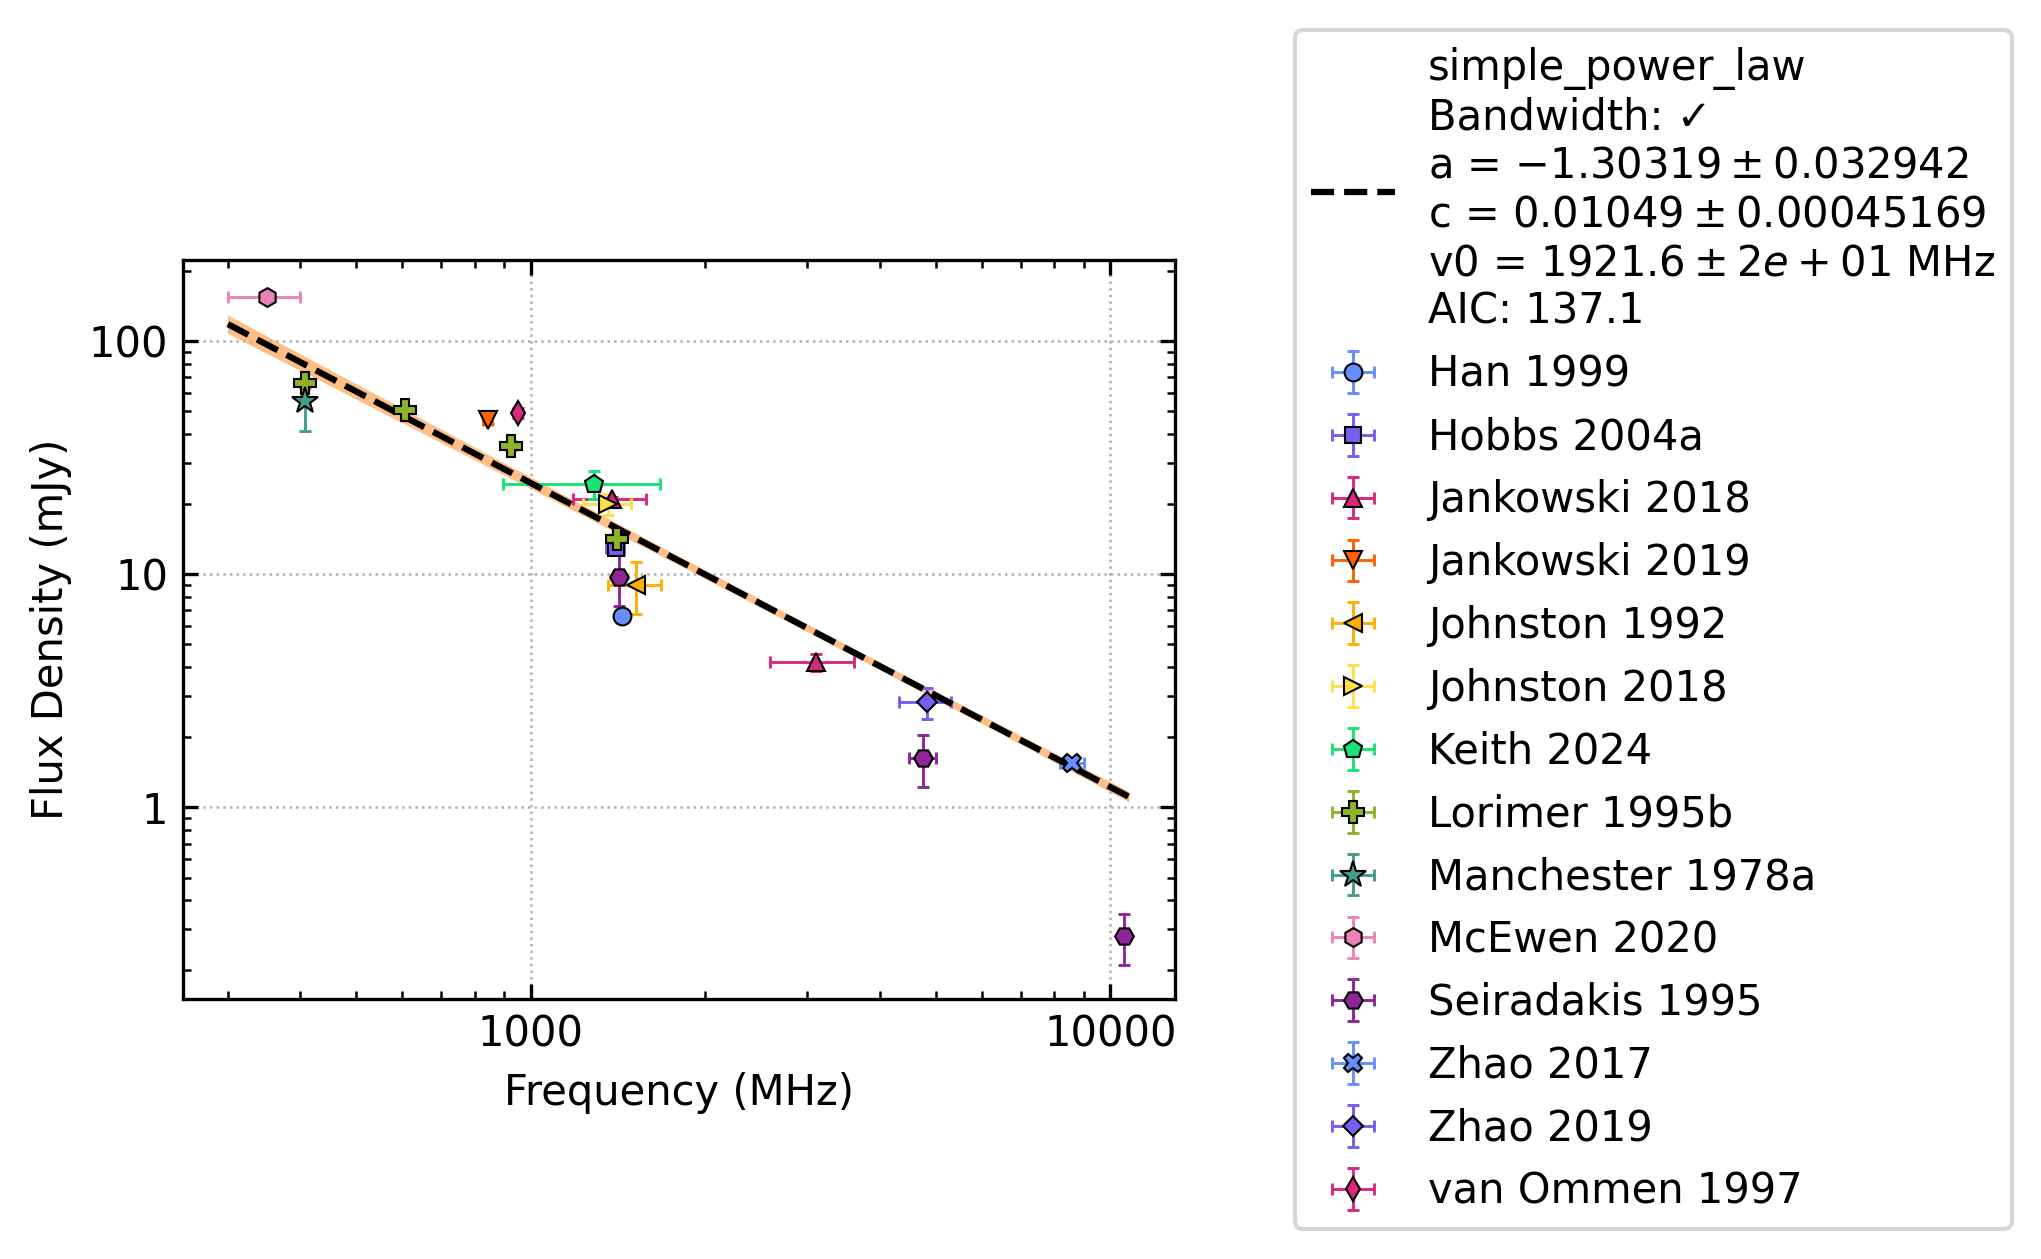 100
10
1
Flux Density (mJy)
1000
10000
Frequency (MHz)
simple_power_law
Bandwidth: ✓
a = −1.30319 ± 0.032942
c = 0.01049 ± 0.00045169
v0 = 1921.6 ± 2e + 01 MHz
AIC: 137.1
Han 1999
Hobbs 2004a
Jankowski 2018
Jankowski 2019
Johnston 1992
Johnston 2018
Keith 2024
Lorimer 1995b
Manchester 1978a
McEwen 2020
Seiradakis 1995
Zhao 2017
Zhao 2019
van Ommen 1997